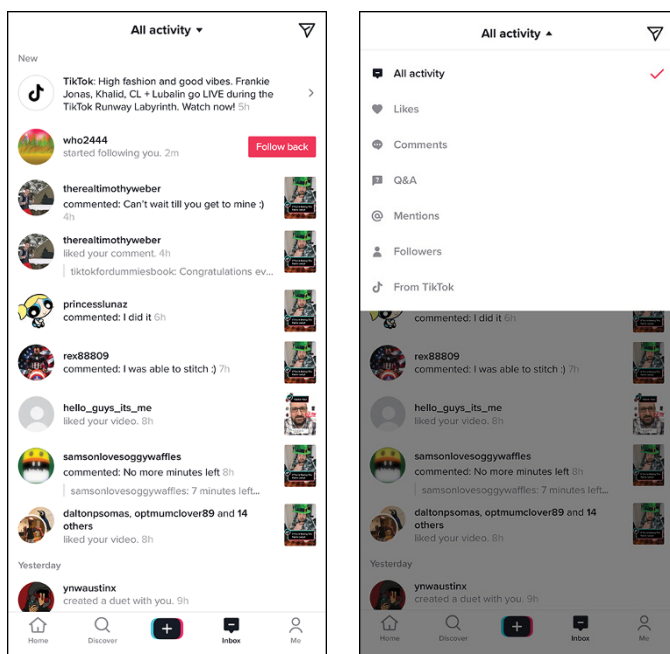 All activity
New
TikTok: High fashion and good vibes. Frankie
Jonas, Khalid, CL + Lubalin go LIVE during the
TikTok Runway Labyrinth. Watch now! 5h
who2444
started following you. 2m
Follow back
therealtimothyweber
commented: Can't wait till you get to mine :)
4h
therealtimothyweber
liked your comment. 4h
tiktokfordummiesbook: Congratulations ev...
princesslunaz
commented: I did it 6h
rex88809
commented: I was able to stitch :) 7h
hello_guys_its_me
liked your video. 8h
samsonlovesoggywaffles
commented: No more minutes left 8h
samsonlovesoggywaffles: 7 minutes left...
daltonpsomas, optmumclover89 and 14
others
liked your video. 8h
Yesterday
ynwaustinx
created a duet with you. 9h
Home
Discover
Inbox
Me
All activity
All activity
Likes
Comments
Q&A
Mentions
Followers
From TikTok
commented: I did it 6h
rex88809
commented: I was able to stitch :) 7h
hello_guys_its_me
liked your video. 8h
samsonlovesoggywaffles
commented: No more minutes left 8h
samsonlovesoggywaffles: 7 minutes left...
daltonpsomas, optmumclover89 and 14
others
liked your video. 8h
Yesterday
ynwaustinx
created a duet with you. 9h
Home
Discover
Inbox
Me